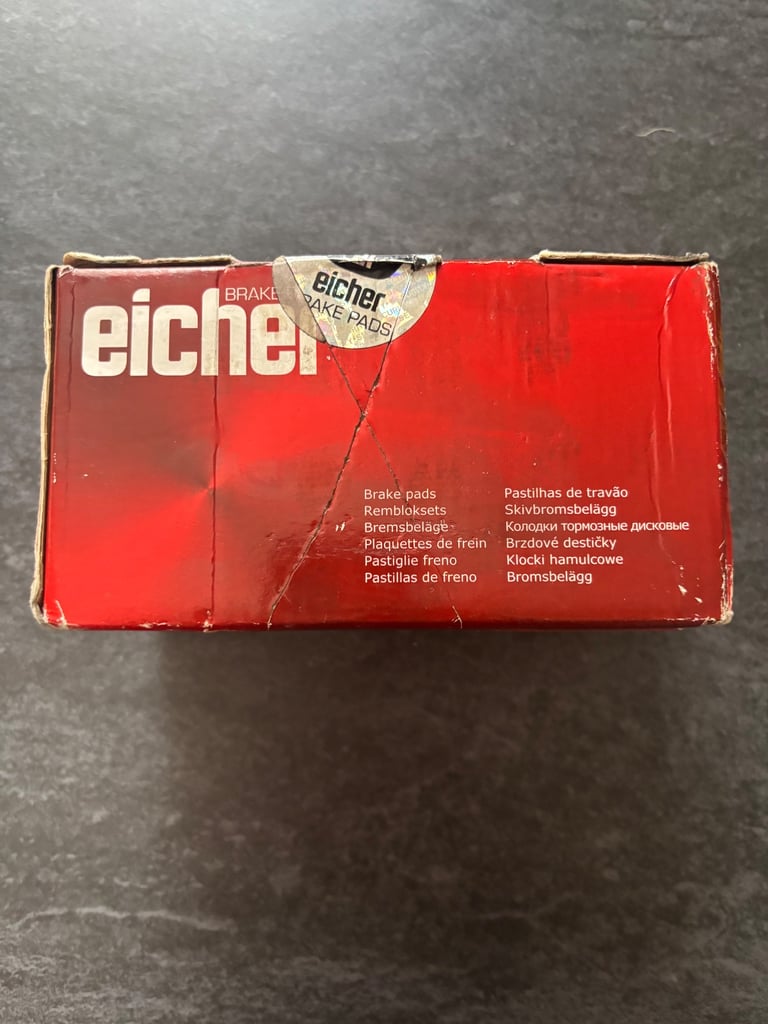 BRAKE
eicher
eicher
BRAKE PADS
Brake pads
Rembloksets
Bremsbeläge
Plaquettes de frein
Pastiglie freno
Pastillas de freno
Pastilhas de travão
Skivbromsbelägg
Колодки тормозные дисковые
Brzdové destičky
Klocki hamulcowe
Bromsbelägg